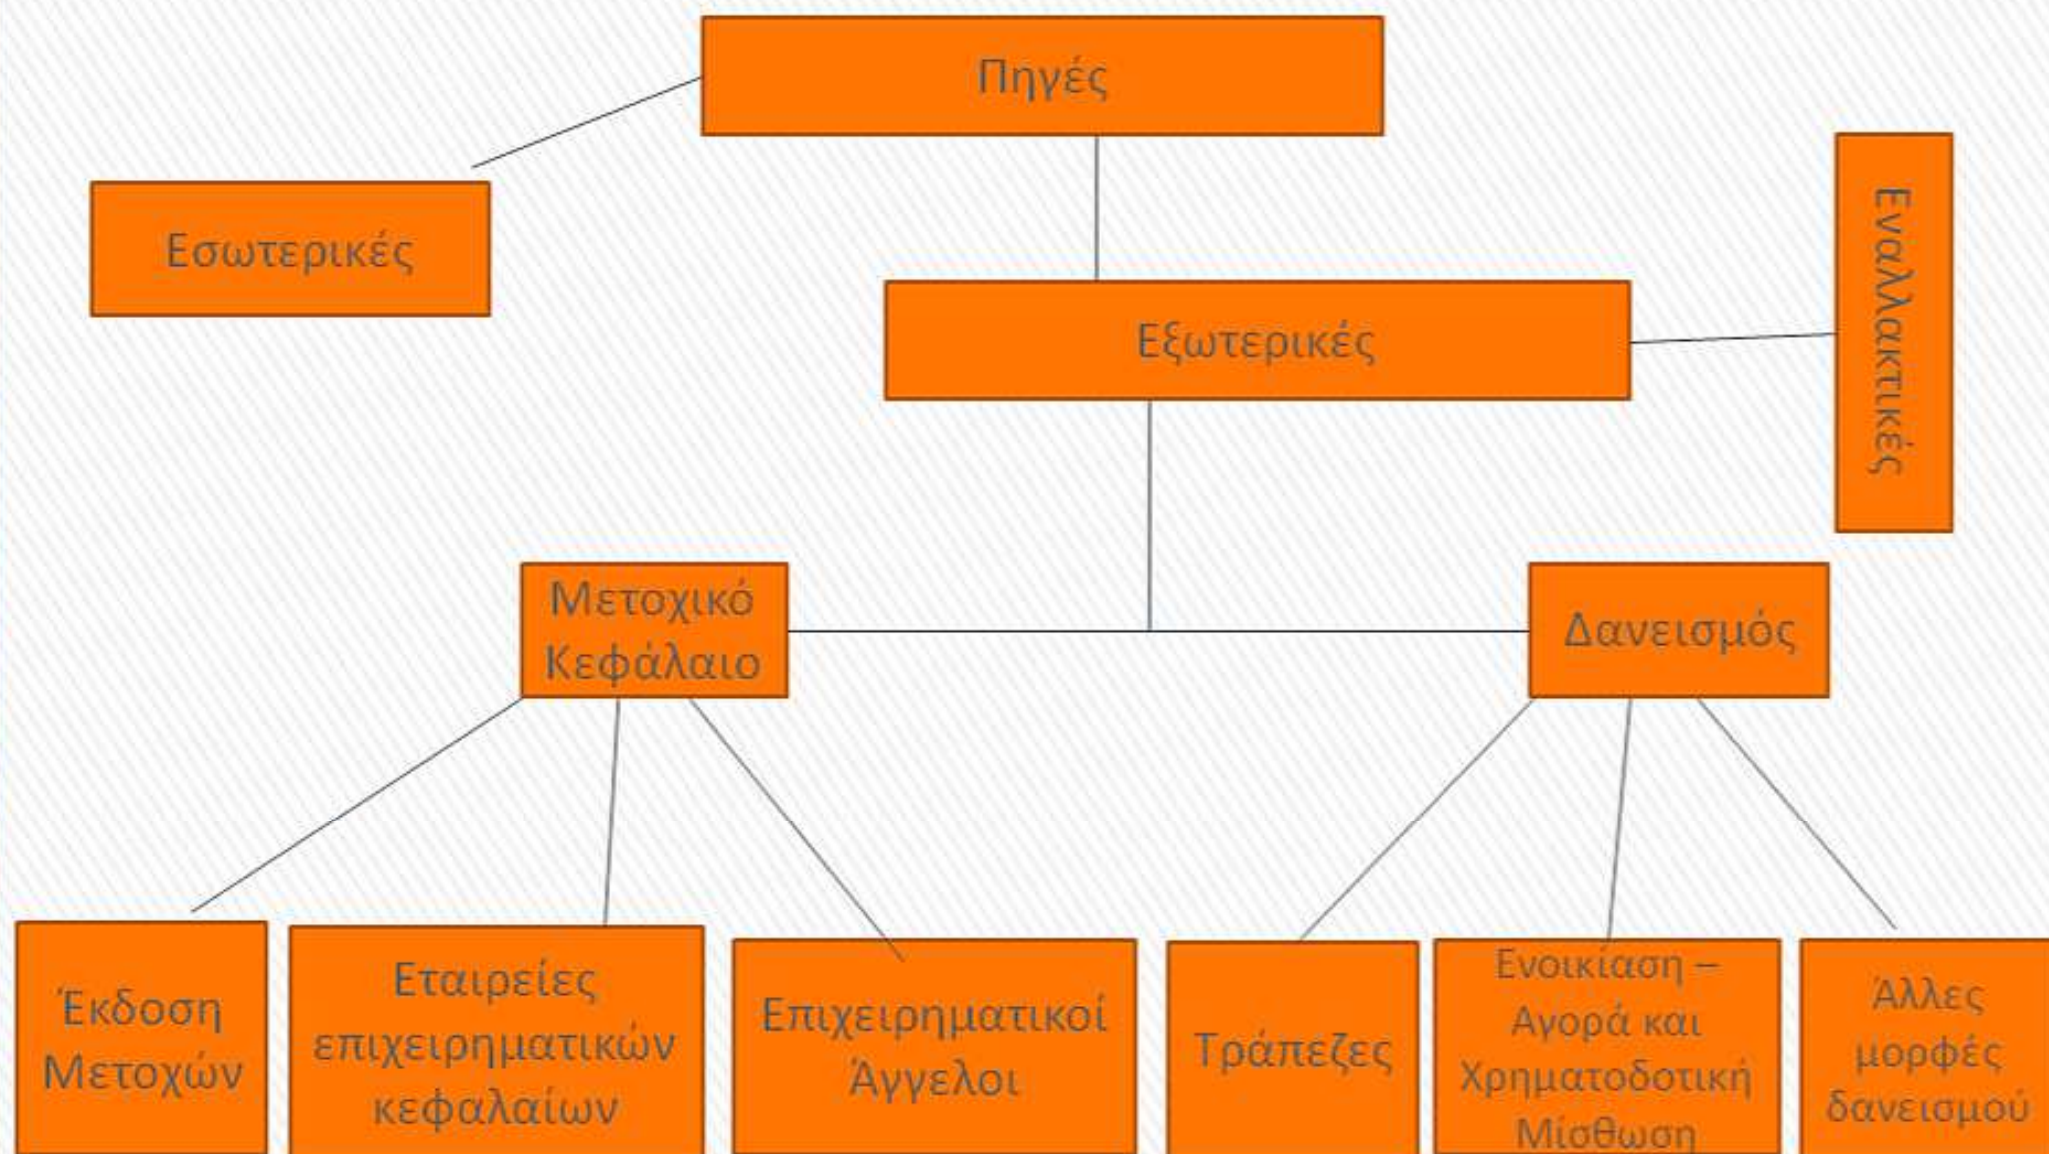 Πηγές
Εσωτερικές
Εξωτερικές
Εναλλακτικές
Μετοχικό
Κεφάλαιο
Δανεισμός
Έκδοση
Μετοχών
Εταιρείες
επιχειρηματικών
κεφαλαίων
Επιχειρηματικοί
Άγγελοι
Τράπεζες
Ενοικίαση –
Αγορά και
Χρηματοδοτική
Μίσθωση
Άλλες
μορφές
δανεισμού